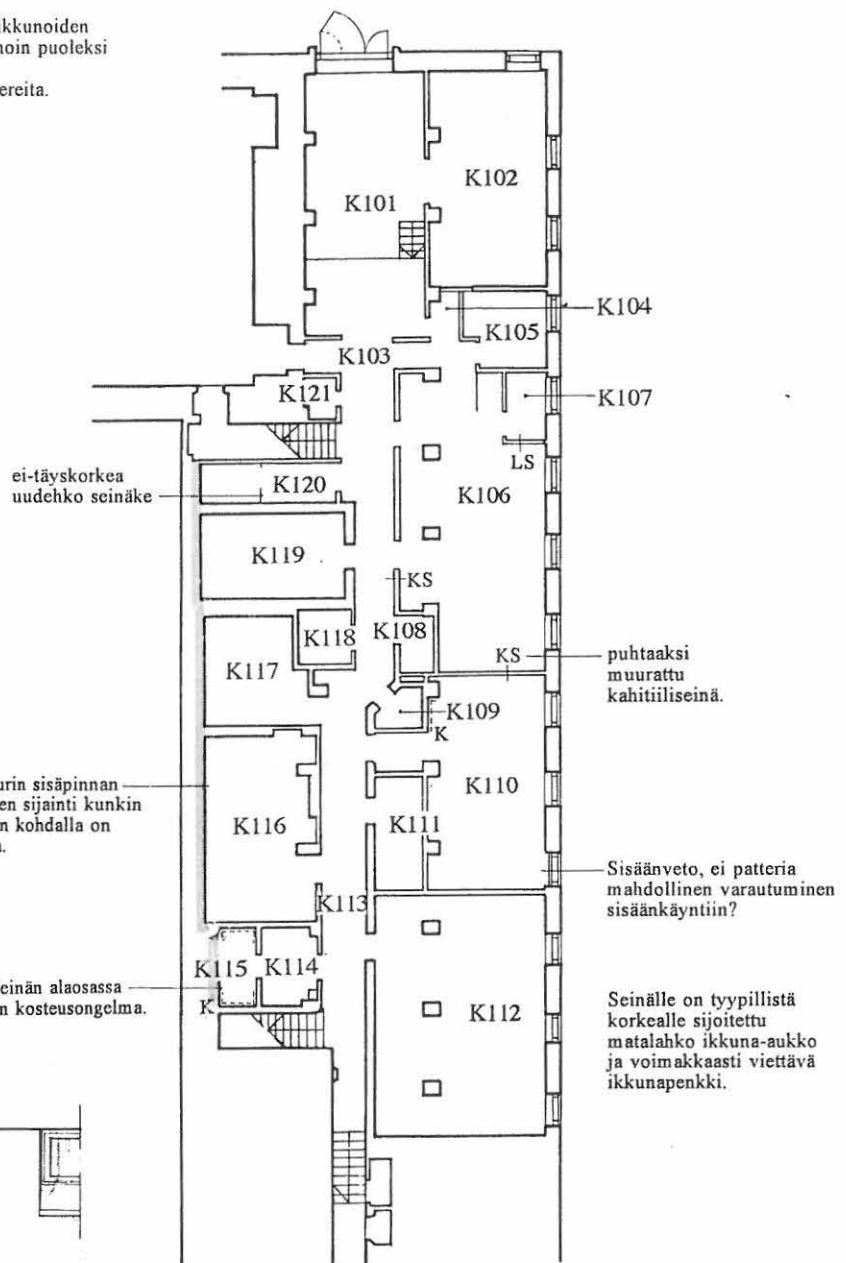 ikkunoiden
noin puoleksi
ereita.
K101
K102
K104
K105
K103
K121
K107
LS
ei-täyskorkea
uudehko seinäke
K120
K106
K119
KS
K118
K108
K117
KS
puhtaaksi
muurattu
kahitiiliseinä.
K109
K
K110
urin sisäpinnan
en sijainti kunkin
n kohdalla on
K116
K111
Sisäänveto, ei patteria
mahdollinen varautuminen
sisäänkäyntiin?
K113
K115
K114
einän alaosassa
n kosteusongelma.
K
K112
Seinälle on tyypillistä
korkealle sijoitettu
matalahko ikkuna-aukko
ja voimakkaasti viettävä
ikkunapenkki.